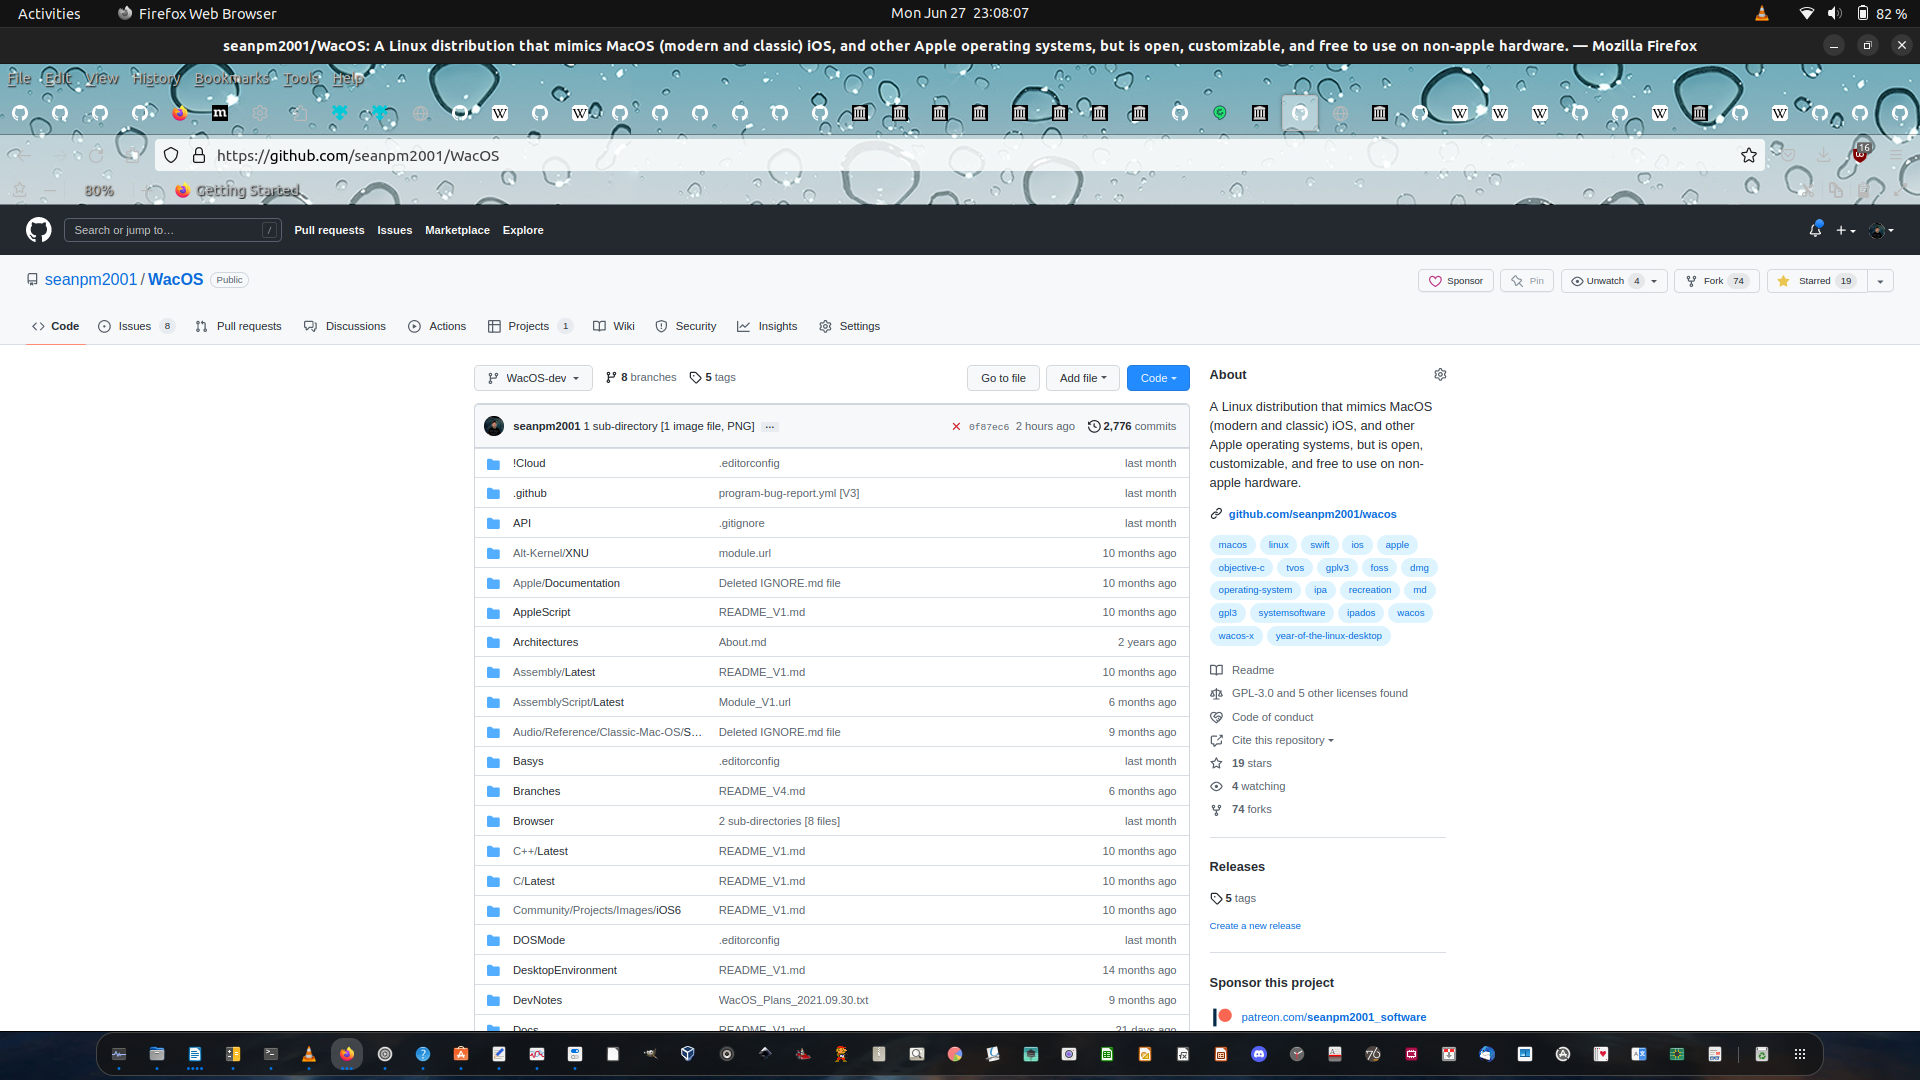 Activities
Firefox Web Browser
Mon Jun 27 23:08:07
82 %
seanpm2001/WacOS: A Linux distribution that mimics MacOS (modern and classic) iOS, and other Apple operating systems, but is open, customizable, and free to use on non-apple hardware. — Mozilla Firefox
File Edit View History Bookmarks Tools Help
https://github.com/seanpm2001/WacOS
16
80%
Getting Started
Search or jump to…
/
Pull requests Issues Marketplace Explore
seanpm2001 / WacOS Public
Sponsor
Pin
Unwatch 4
Fork 74
Starred 19
Code
Issues 8
Pull requests
Discussions
Actions
Projects 1
Wiki
Security
Insights
Settings
WacOS-dev
8 branches
5 tags
Go to file
Add file
Code
seanpm2001 1 sub-directory [1 image file, PNG] ...
0f87ec6 2 hours ago
2,776 commits
!Cloud .editorconfig last month
.github program-bug-report.yml [V3] last month
API .gitignore last month
Alt-Kernel/XNU module.url 10 months ago
Apple/Documentation Deleted IGNORE.md file 10 months ago
AppleScript README_V1.md 10 months ago
Architectures About.md 2 years ago
Assembly/Latest README_V1.md 10 months ago
AssemblyScript/Latest Module_V1.url 6 months ago
Audio/Reference/Classic-Mac-OS/S… Deleted IGNORE.md file 9 months ago
Basys .editorconfig last month
Branches README_V4.md 6 months ago
Browser 2 sub-directories [8 files] last month
C++/Latest README_V1.md 10 months ago
C/Latest README_V1.md 10 months ago
Community/Projects/Images/iOS6 README_V1.md 10 months ago
DOSMode .editorconfig last month
DesktopEnvironment README_V1.md 14 months ago
DevNotes WacOS_Plans_2021.09.30.txt 9 months ago
Docs README_V1.md 21 days ago
About
A Linux distribution that mimics MacOS
(modern and classic) iOS, and other
Apple operating systems, but is open,
customizable, and free to use on non-
apple hardware.
github.com/seanpm2001/wacos
macos linux swift ios apple
objective-c tvos gplv3 foss dmg
operating-system ipa recreation md
gpl3 systemsoftware ipados wacos
wacos-x year-of-the-linux-desktop
Readme
GPL-3.0 and 5 other licenses found
Code of conduct
Cite this repository
19 stars
4 watching
74 forks
Releases
5 tags
Create a new release
Sponsor this project
patreon.com/seanpm2001_software